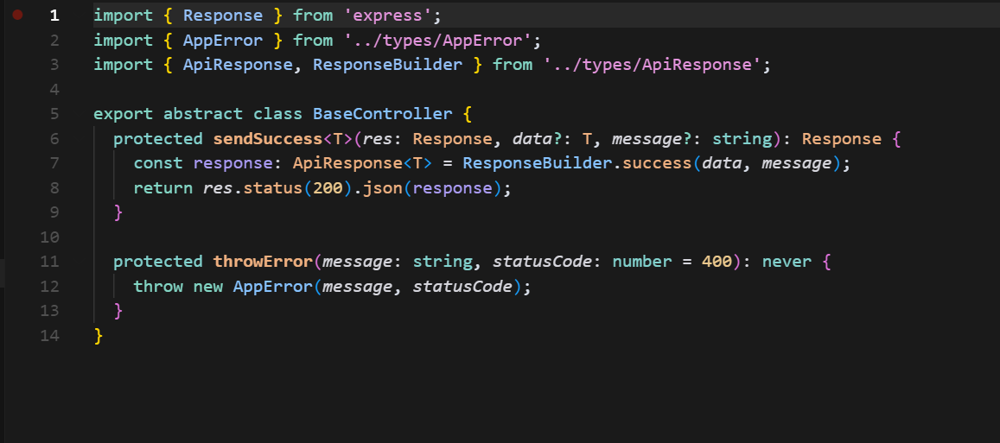 1 import { Response } from 'express';
2 import { AppError } from '../types/AppError';
3 import { ApiResponse, ResponseBuilder } from '../types/ApiResponse';
4
5 export abstract class BaseController {
6   protected sendSuccess<T>(res: Response, data?: T, message?: string): Response {
7     const response: ApiResponse<T> = ResponseBuilder.success(data, message);
8     return res.status(200).json(response);
9   }
10
11   protected throwError(message: string, statusCode: number = 400): never {
12     throw new AppError(message, statusCode);
13   }
14 }